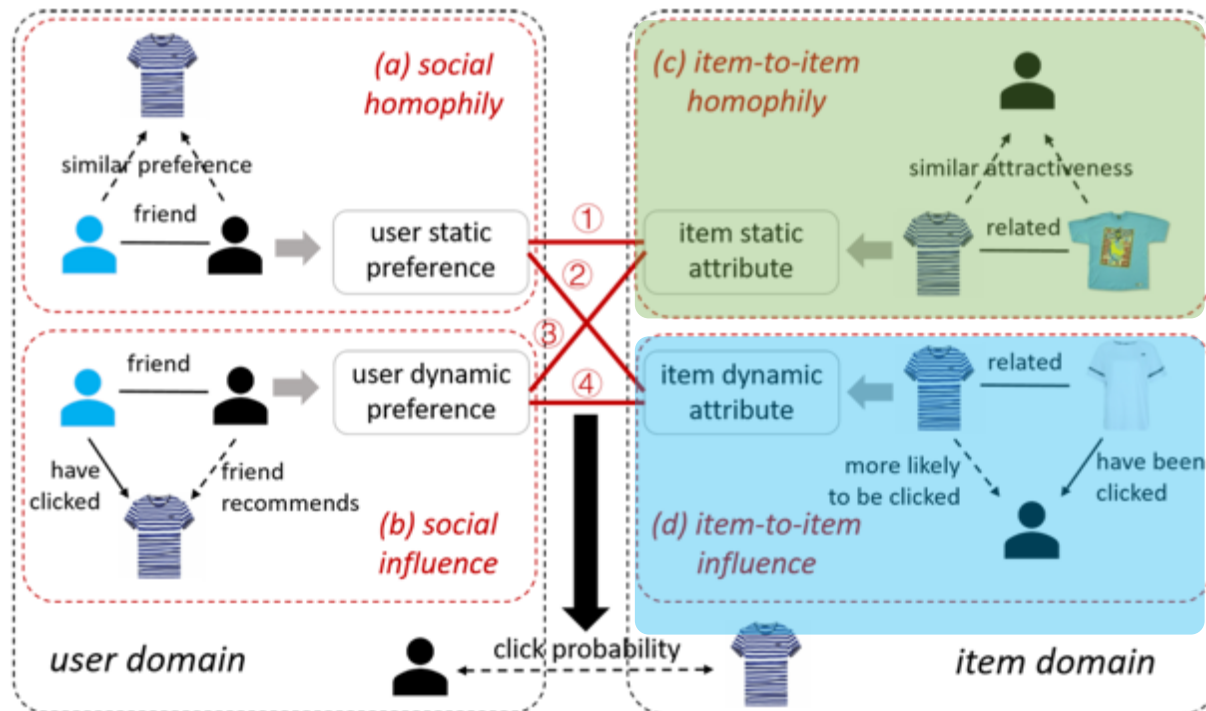 (a) social
homophily
similar preference
friend
user static
preference
(b) social
influence
friend
user dynamic
preference
have
clicked
friend
recommends
user domain
①
②
③
④
click probability
(c) item-to-item
homophily
similar attractiveness
item static
attribute
related
item dynamic
attribute
related
more likely
to be clicked
have been
clicked
(d) item-to-item
influence
item domain